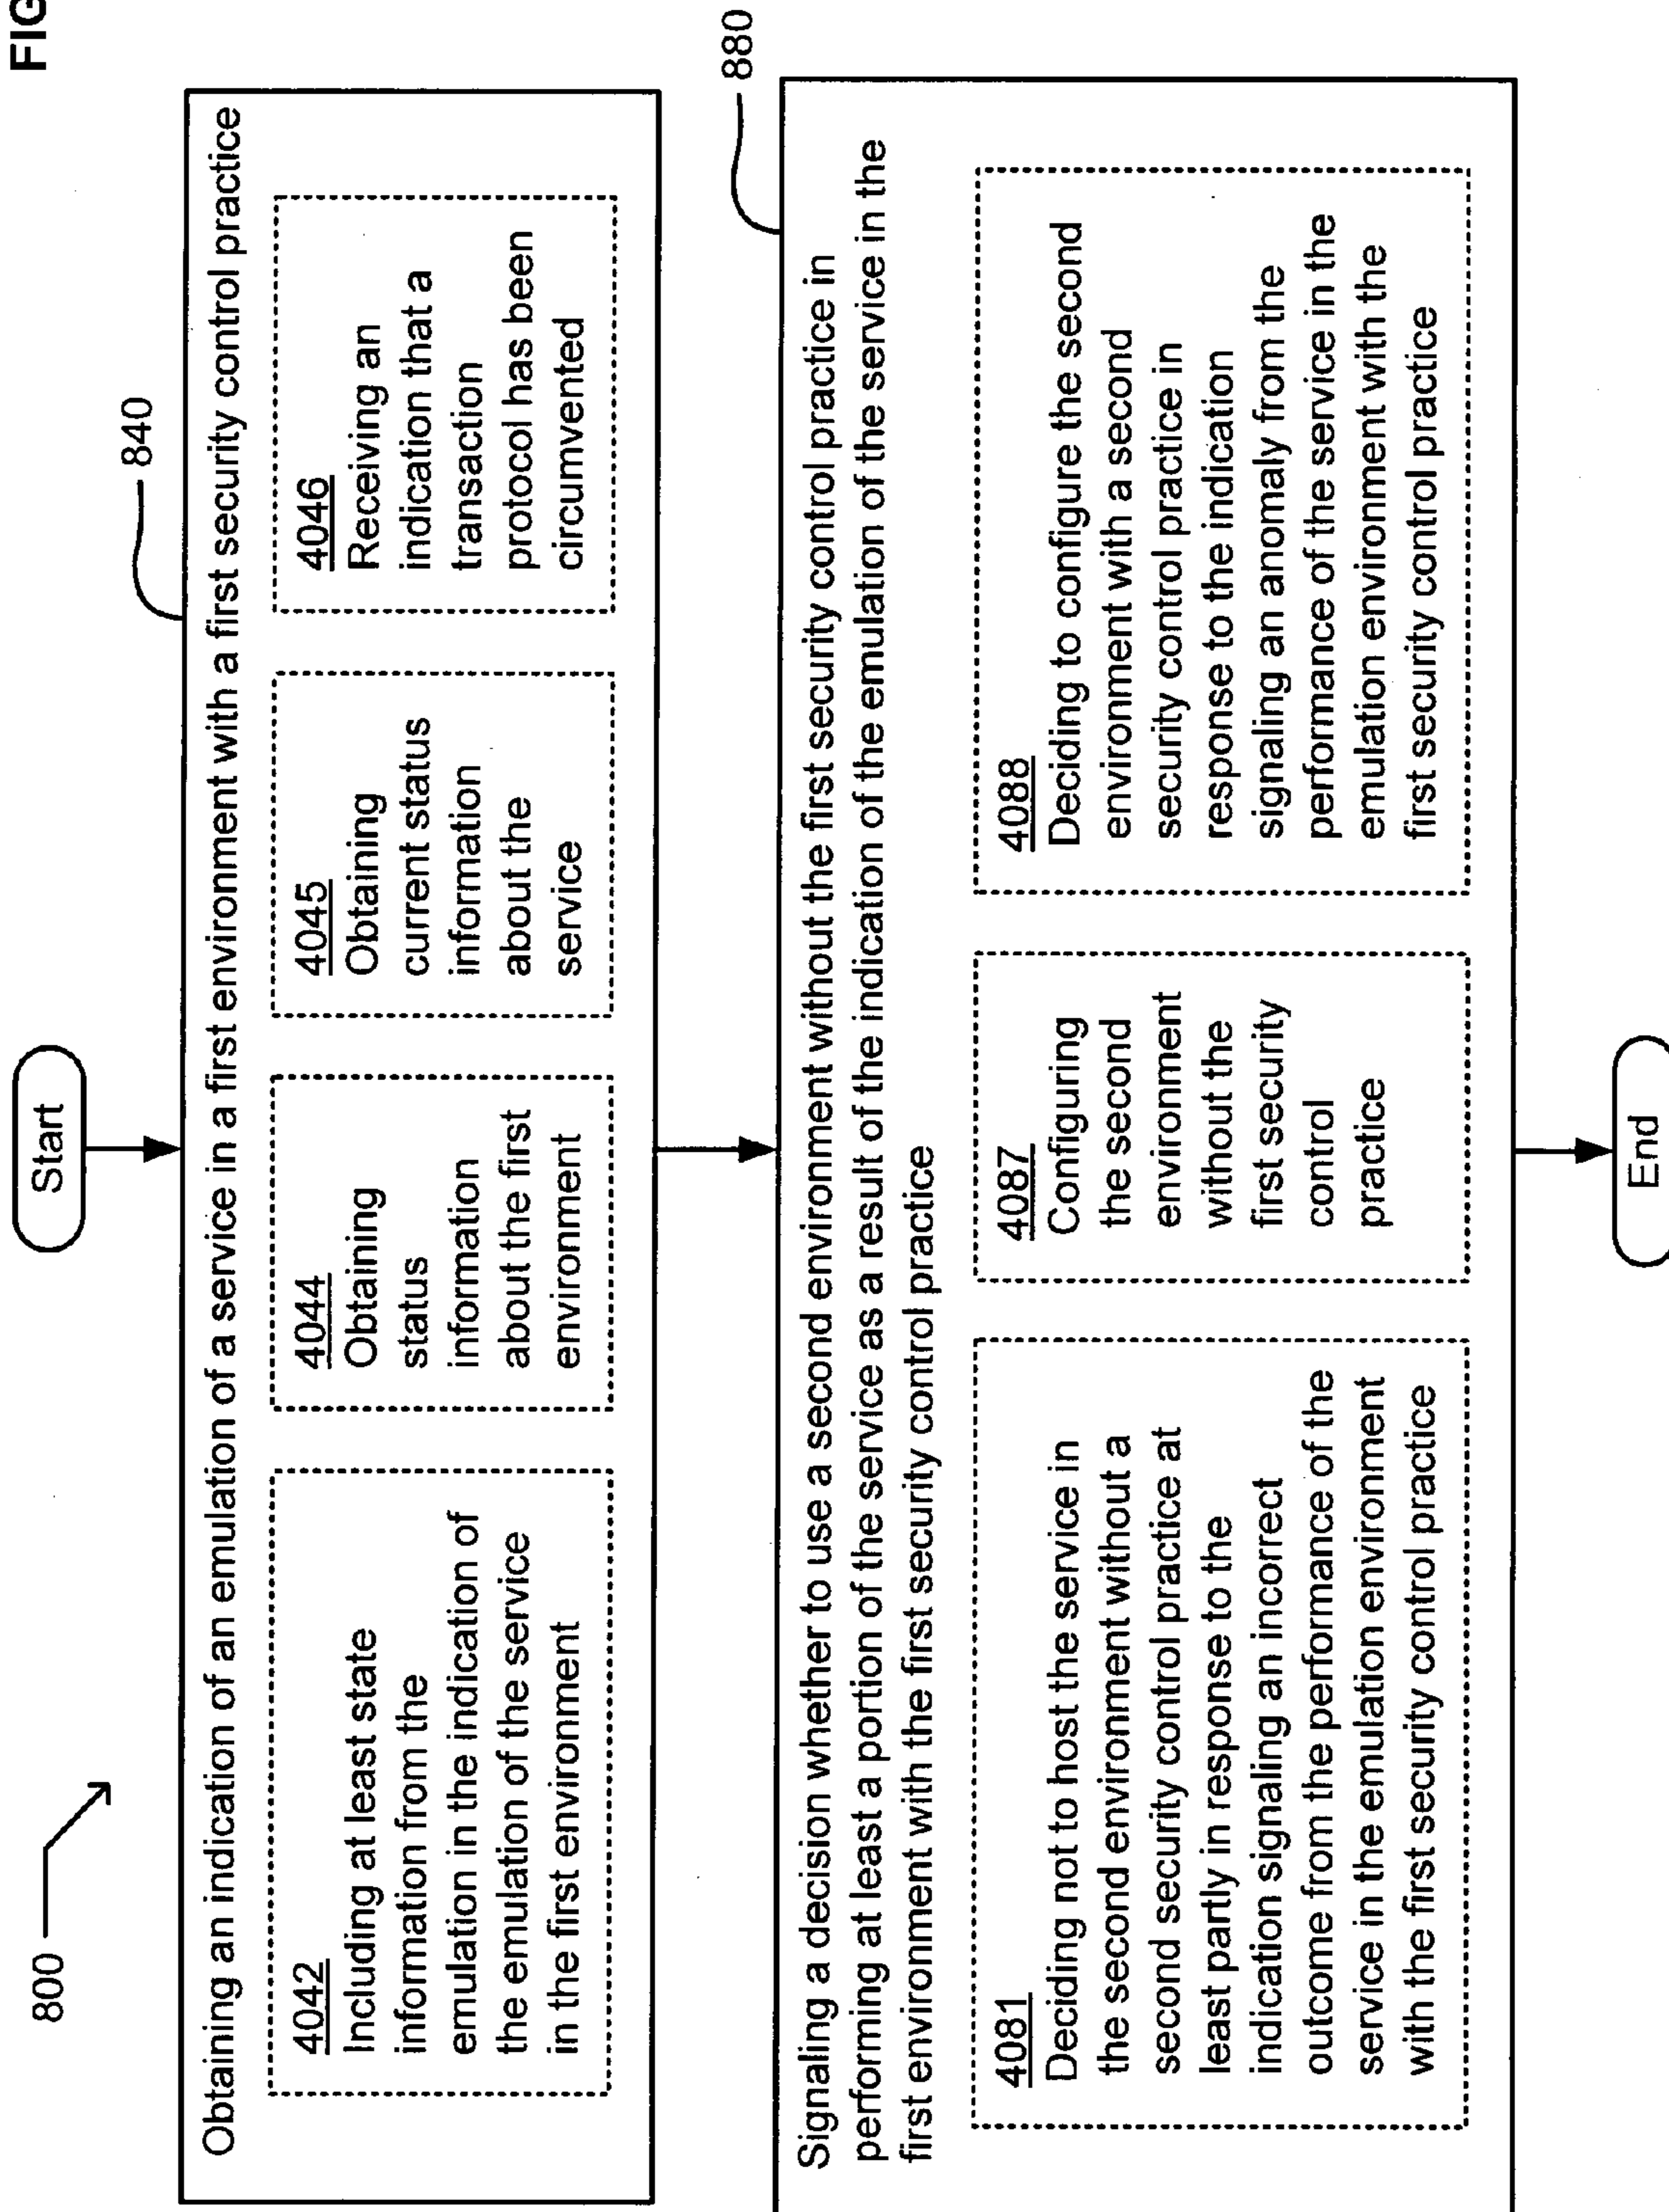 FIG
800
Start
840
Obtaining an indication of an emulation of a service in a first environment with a first security control practice
4042
Including at least state
information from the
emulation in the indication of
the emulation of the service
in the first environment
4044
Obtaining
status
information
about the first
environment
4045
Obtaining
current status
information
about the
service
4046
Receiving an
indication that a
transaction
protocol has been
circumvented
880
Signaling a decision whether to use a second environment without the first security control practice in
performing at least a portion of the service as a result of the indication of the emulation of the service in the
first environment with the first security control practice
4081
Deciding not to host the service in
the second environment without a
second security control practice at
least partly in response to the
indication signaling an incorrect
outcome from the performance of the
service in the emulation environment
with the first security control practice
4087
Configuring
the second
environment
without the
first security
control
practice
4088
Deciding to configure the second
environment with a second
security control practice in
response to the indication
signaling an anomaly from the
performance of the service in the
emulation environment with the
first security control practice
End